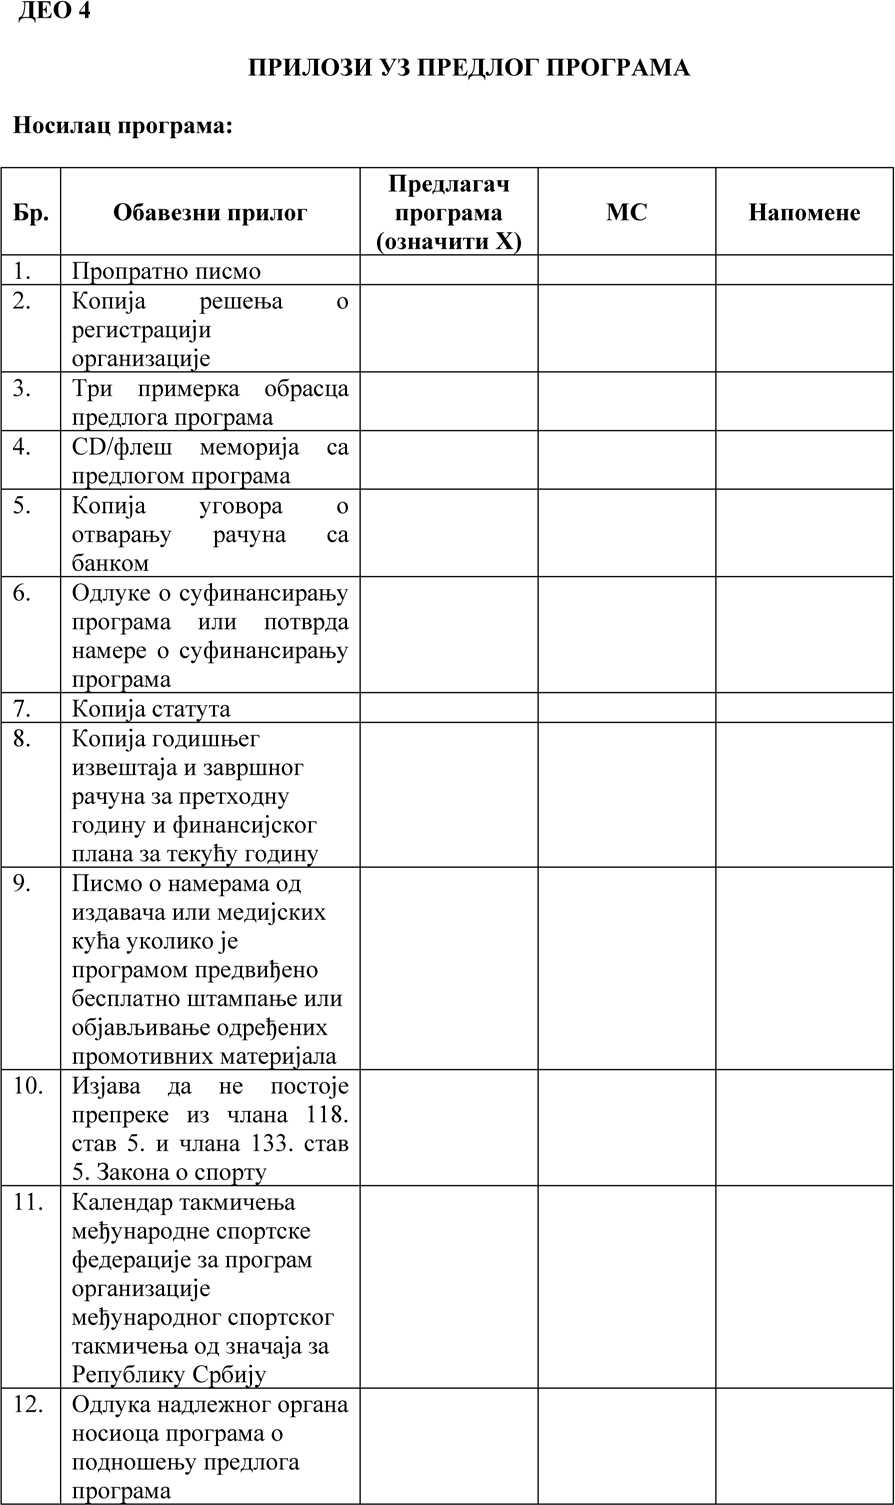 ДЕО 4
ПРИЛОЗИ УЗ ПРЕДЛОГ ПРОГРАМА
Носилац програма:
Бр. Обавезни прилог Предлагач програма (означити X) МС Напомене
1. Пропратно писмо
2. Копија решења о
регистрацији
организације
3. Три примерка обрасца
предлога програма
4. CD/флеш меморија са
предлогом програма
5. Копија уговора о
отварању рачуна са
банком
6. Одлуке о суфинансирању
програма или потврда
намере о суфинансирању
програма
7. Копија статута
8. Копија годишњег
извештаја и завршног
рачуна за претходну
годину и финансијског
плана за текућу годину
9. Писмо о намерама од
издавача или медијских
кућа уколико је
програмом предвиђено
бесплатно штампање или
објављивање одређених
промотивних материјала
10. Изјава да не постоје
препреке из члана 118.
став 5. и члана 133. став
5. Закона о спорту
11. Календар такмичења
међународне спортске
федерације за програм
организације
међународног спортског
такмичења од значаја за
Републику Србију
12. Одлука надлежног органа
носиоца програма о
подношењу предлога
програма